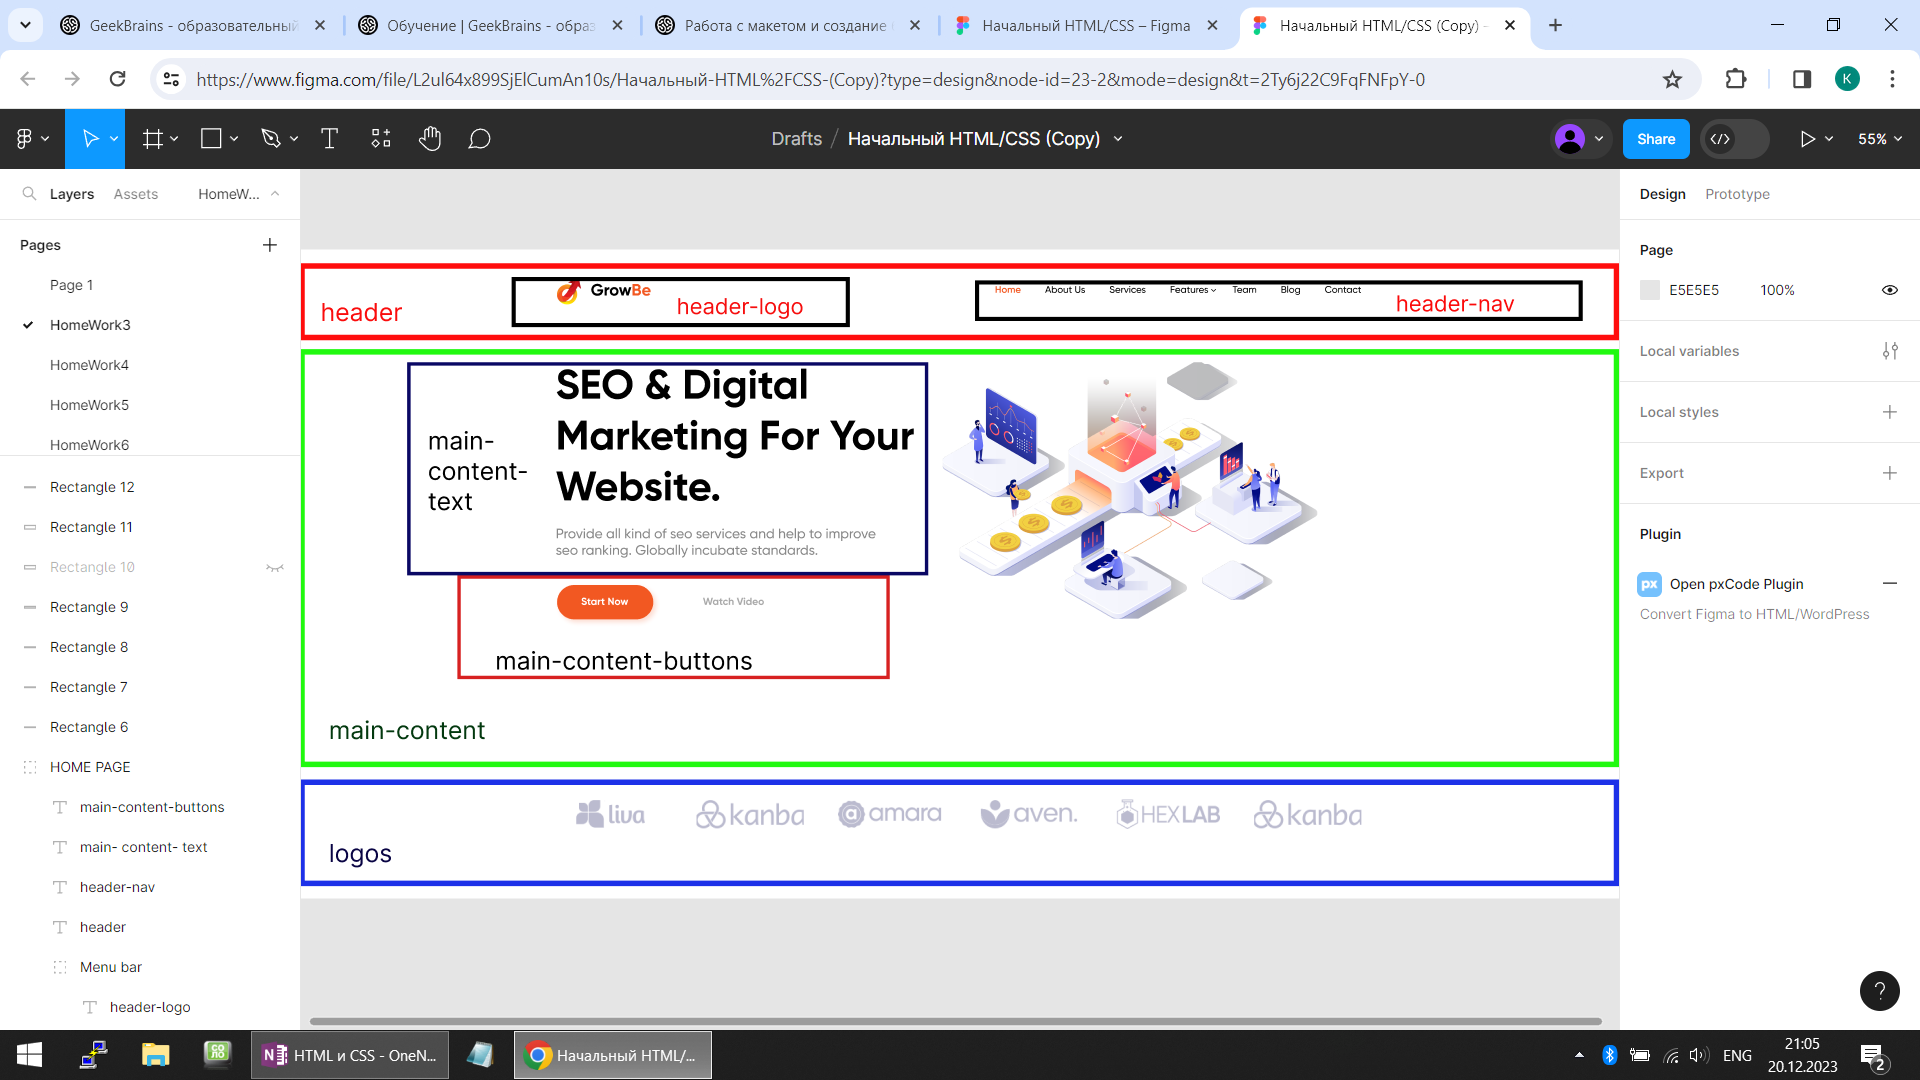 GeekBrains - образовательный
Обучение | GeekBrains - образ
Работа с макетом и создание
Начальный HTML/CSS – Figma
Начальный HTML/CSS (Copy) -
https://www.figma.com/file/L2ul64x899SjElCumAn10s/Начальный-HTML%2FCSS-(Copy)?type=design&node-id=23-2&mode=design&t=2Ty6j22C9FqFNFpY-0
K
Drafts / Начальный HTML/CSS (Copy)
Share
55%
Layers
Assets
HomeW...
Pages
Page 1
HomeWork3
HomeWork4
HomeWork5
HomeWork6
Rectangle 12
Rectangle 11
Rectangle 10
Rectangle 9
Rectangle 8
Rectangle 7
Rectangle 6
HOME PAGE
main-content-buttons
main- content- text
header-nav
header
Menu bar
header-logo
header
GrowBe
header-logo
Home About Us Services Features Team Blog Contact
header-nav
main-
content-
text
SEO & Digital
Marketing For Your
Website.
Provide all kind of seo services and help to improve
seo ranking. Globally incubate standards.
Start Now
Watch Video
main-content-buttons
main-content
liva
kanba
amara
aven.
HEXLAB
kanba
logos
Design
Prototype
Page
E5E5E5
100%
Local variables
Local styles
Export
Plugin
px
Open pxCode Plugin
Convert Figma to HTML/WordPress
?
СОЛО
HTML и CSS - OneN...
Начальный HTML/...
ENG
21:05
20.12.2023
2